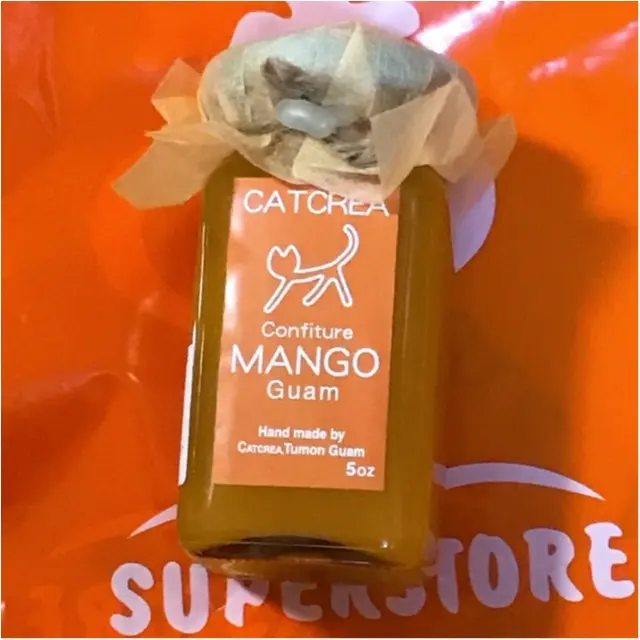 CATCREA
Confiture
MANGO
Guam
Hand made by
CATCREA, Tumon Guam
5oz
SUPERSTORE